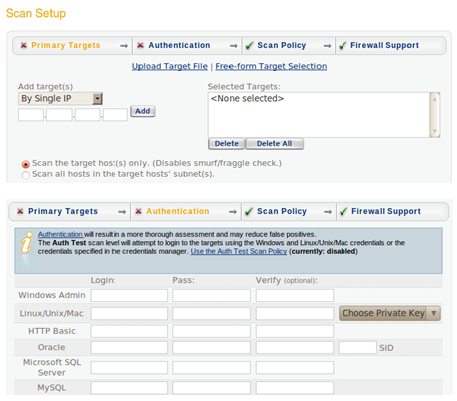 Scan Setup
Primary Targets Authentication Scan Policy Firewall Support
Upload Target File | Free-form Target Selection
Add target(s) Selected Targets:
By Single IP <None selected>
. . . Add
Delete Delete All
Scan the target host(s) only. (Disables smurf/fraggle check.)
Scan all hosts in the target hosts' subnet(s).
Primary Targets Authentication Scan Policy Firewall Support
Authentication will result in a more thorough assessment and may reduce false positives.
The Auth Test scan level will attempt to login to the targets using the Windows and Linux/Unix/Mac credentials or the
credentials specified in the credentials manager. Use the Auth Test Scan Policy (currently: disabled)
Login: Pass: Verify (optional):
Windows Admin
Linux/Unix/Mac Choose Private Key
HTTP Basic
Oracle SID
Microsoft SQL
Server
MySQL